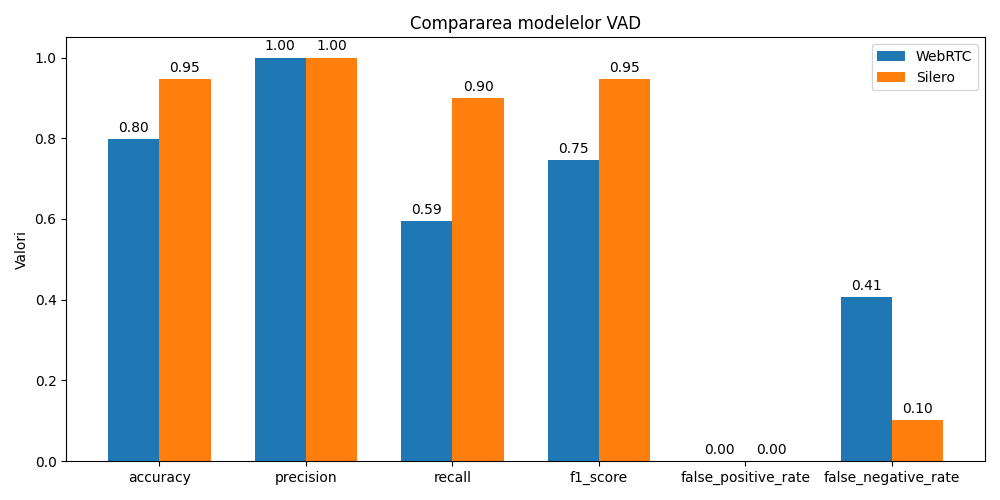 Compararea modelelor VAD
WebRTC
Silero
Valori
1.0
0.8
0.6
0.4
0.2
0.0
0.80
0.95
1.00
1.00
0.59
0.90
0.75
0.95
0.00
0.00
0.41
0.10
accuracy
precision
recall
f1_score
false_positive_rate
false_negative_rate